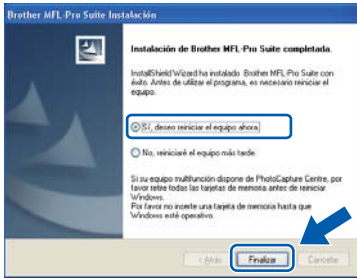 Brother MFL-Pro Suite Instalación
Instalación de Brother MFL-Pro Suite completada.
InstallShield Wizard ha instalado Brother MFL-Pro Suite con
éxito. Antes de utilizar el programa, es necesario reiniciar el
equipo.
Sí, deseo reiniciar el equipo ahora.
No, reiniciaré el equipo más tarde.
Si su equipo multifunción dispone de PhotoCapture Centre, por
favor retire todas las tarjetas de memoria antes de reiniciar
Windows.
Por favor no inserte una tarjeta de memoria hasta que
Windows esté operativo.
< Atrás
Finalizar
Cancelar